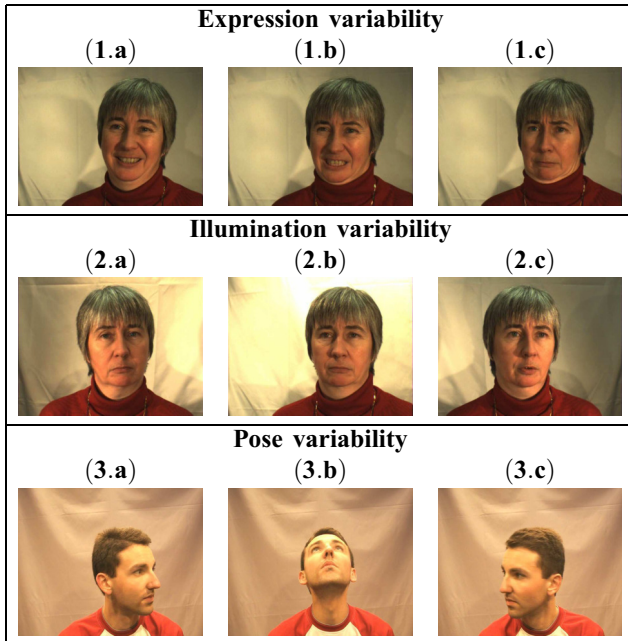 Expression variability
(1.a) (1.b) (1.c)
Illumination variability
(2.a) (2.b) (2.c)
Pose variability
(3.a) (3.b) (3.c)